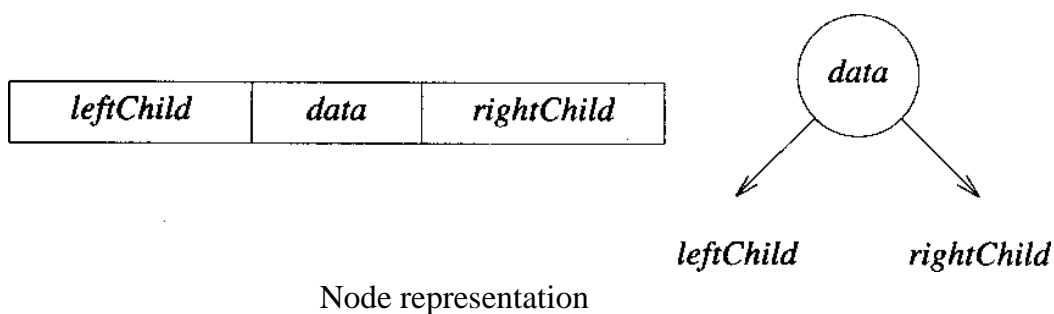 leftChild data rightChild
data
leftChild rightChild
Node representation